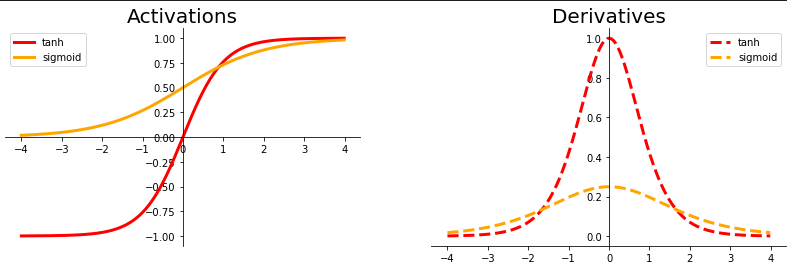 Activations
tanh
sigmoid
1.00
0.75
0.50
0.25
0.00
−0.25
−0.50
−0.75
−1.00
−4 −3 −2 −1 0 1 2 3 4
Derivatives
tanh
sigmoid
1.0
0.8
0.6
0.4
0.2
0.0
−4 −3 −2 −1 0 1 2 3 4